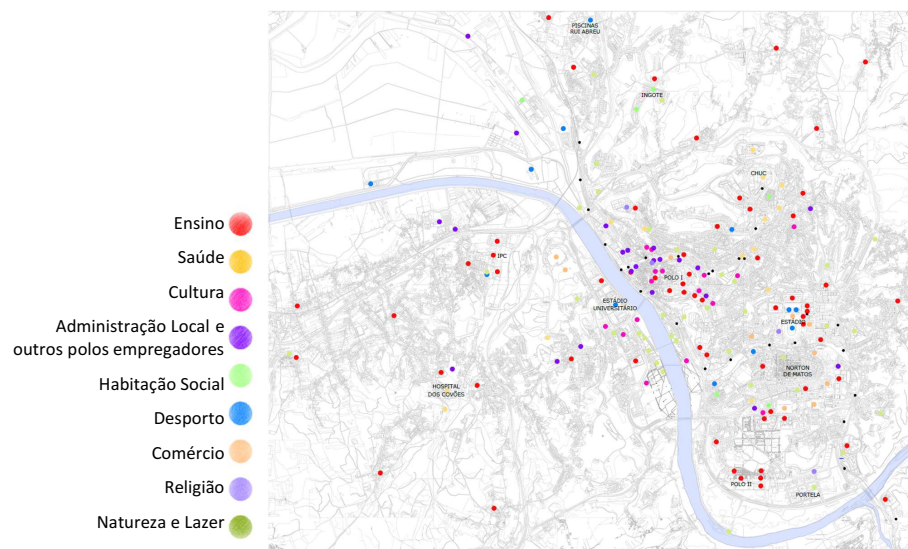 PISCINAS
RUI ABREU
INGOTE
CHUC
Ensino
Saúde
Cultura
Administração Local e
outros polos empregadores
Habitação Social
Desporto
Comércio
Religião
Natureza e Lazer
IPC
POLO I
ESTÁDIO
UNIVERSITÁRIO
ESTÁDIO
NORTON
DE MATOS
HOSPITAL
DOS COVÕES
POLO II
PORTELA